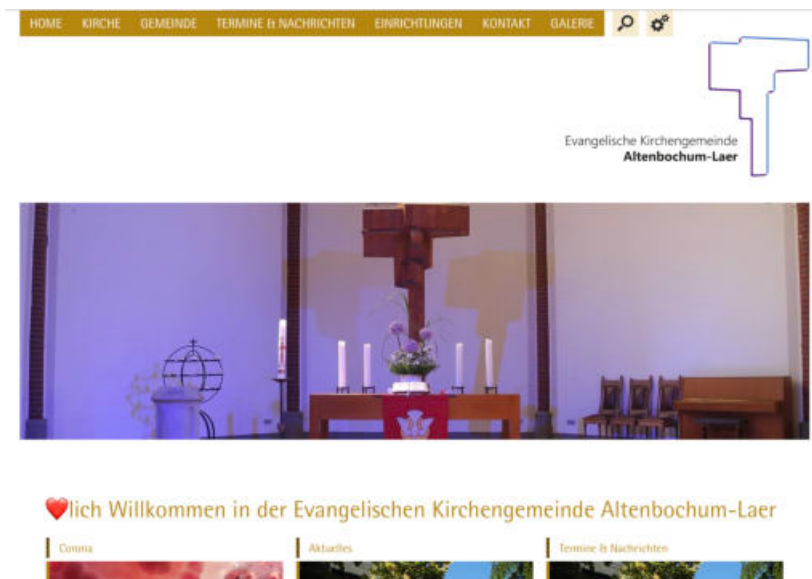 HOME KIRCHE GEMEINDE TERMINE & NACHRICHTEN EINRICHTUNGEN KONTAKT GALERIE
Evangelische Kirchengemeinde
Altenbochum-Laer
❤️lich Willkommen in der Evangelischen Kirchengemeinde Altenbochum-Laer
Corona Aktuelles Termine & Nachrichten